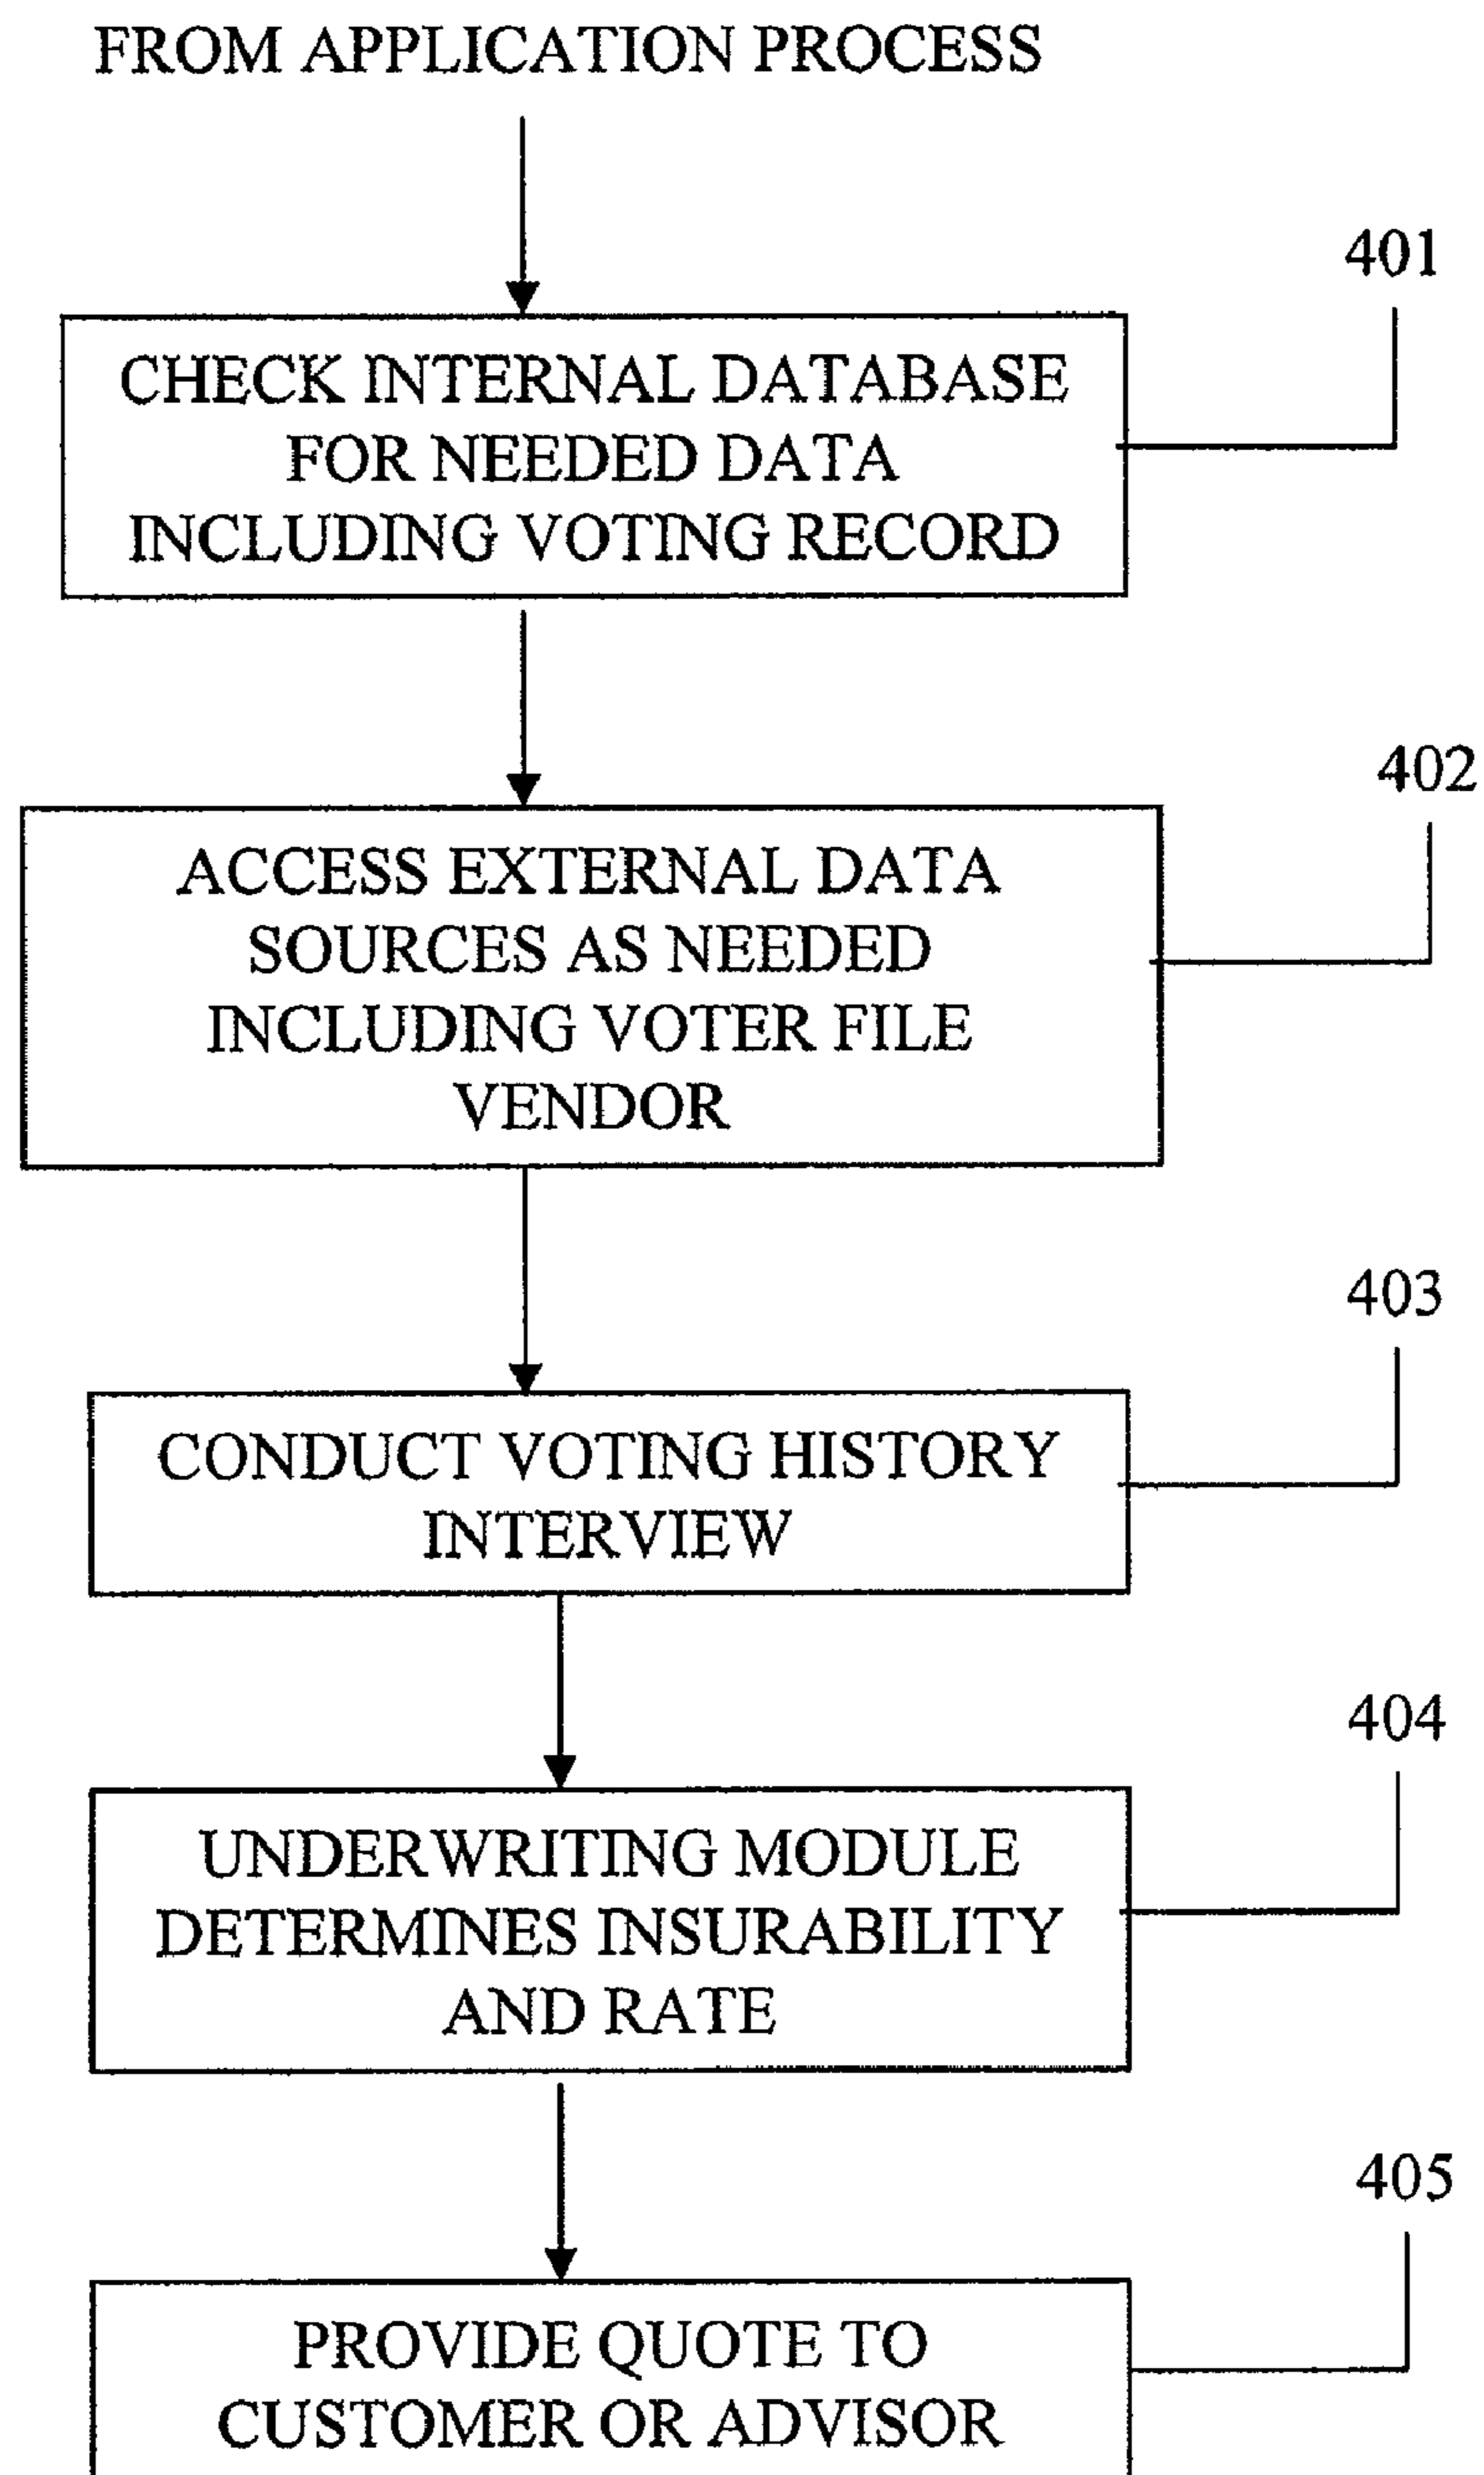 FROM APPLICATION PROCESS
401
CHECK INTERNAL DATABASE
FOR NEEDED DATA
INCLUDING VOTING RECORD
402
ACCESS EXTERNAL DATA
SOURCES AS NEEDED
INCLUDING VOTER FILE
VENDOR
403
CONDUCT VOTING HISTORY
INTERVIEW
404
UNDERWRITING MODULE
DETERMINES INSURABILITY
AND RATE
405
PROVIDE QUOTE TO
CUSTOMER OR ADVISOR